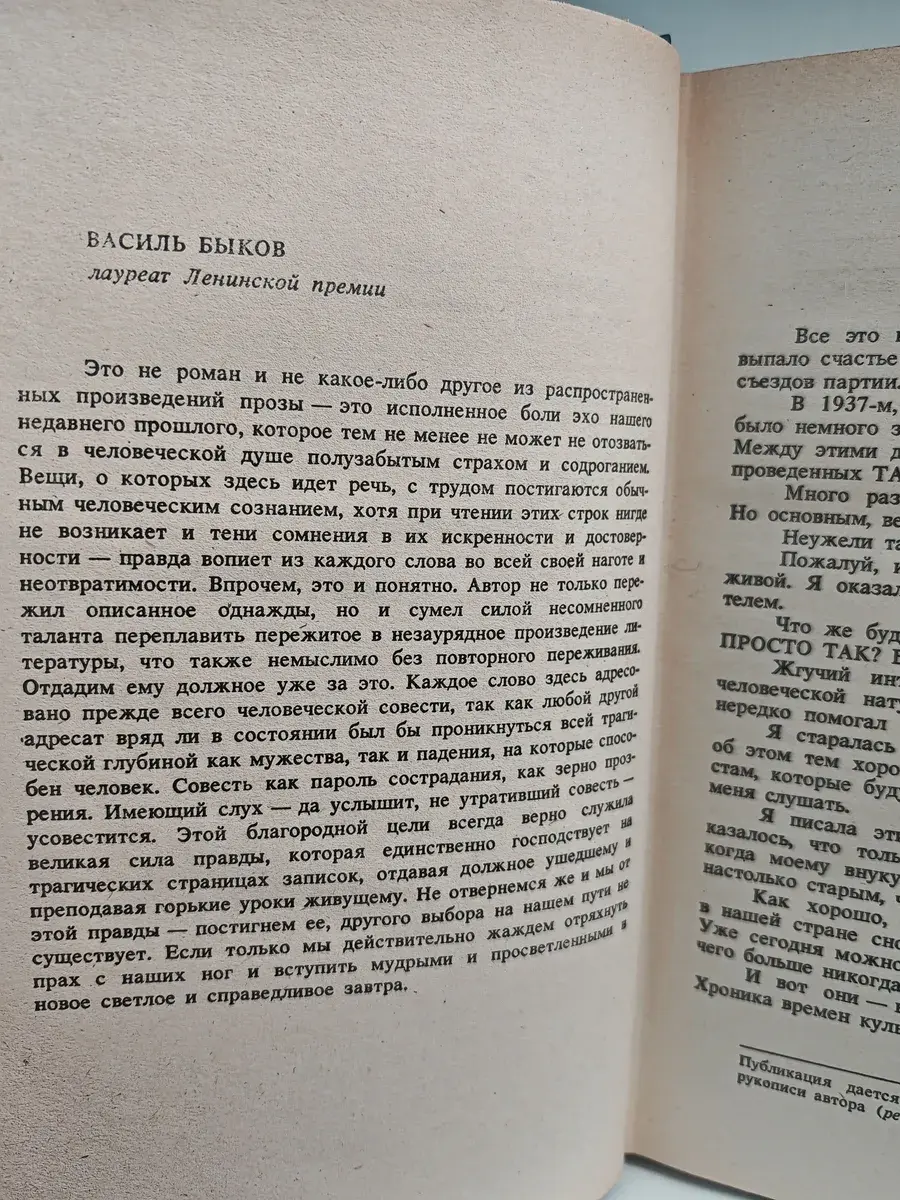 ВАСИЛЬ БЫКОВ
лауреат Ленинской премии
Это не роман и не какое-либо другое из распространен-
ных произведений прозы — это исполненное боли эхо нашего
недавнего прошлого, которое тем не менее не может не отозвать-
ся в человеческой душе полузабытым страхом и содроганием.
Вещи, о которых здесь идет речь, с трудом постигаются обыч-
ным человеческим сознанием, хотя при чтении этих строк нигде
не возникает и тени сомнения в их искренности и достовер-
ности — правда вопиет из каждого слова во всей своей наготе и
неотвратимости. Впрочем, это и понятно. Автор не только пере-
жил описанное однажды, но и сумел силой несомненного
таланта переплавить пережитое в незаурядное произведение ли-
тературы, что также немыслимо без повторного переживания.
Отдадим ему должное уже за это. Каждое слово здесь адресо-
вано прежде всего человеческой совести, так как любой другой
адресат вряд ли в состоянии был бы проникнуться всей траги-
ческой глубиной как мужества, так и падения, на которые спосо-
бен человек. Совесть как пароль сострадания, как зерно проз-
рения. Имеющий слух — да услышит, не утративший совесть —
усовестится. Этой благородной цели всегда верно служила
великая сила правды, которая единственно господствует на
трагических страницах записок, отдавая должное ушедшему и
преподавая горькие уроки живущему. Не отвернемся же и мы от
этой правды — постигнем ее, другого выбора на нашем пути не
существует. Если только мы действительно жаждем отряхнуть
прах с наших ног и вступить мудрыми и просветленными в
новое светлое и справедливое завтра.
Все это
выпало счастье
съездов партии.
В 1937-м,
было немного
Между этими
проведенных
Много раз
Но основным,
Неужели
Пожалуй,
живой. Я
телем.
Что же
ПРОСТО ТАК?
Жгучий
человеческой
нередко помогал
Я старалась
об этом тем
стам, которые
меня слушать.
Я писала
казалось, что
когда моему
настолько старым,
Как хорошо,
в нашей стране
Уже сегодня
чего больше
И вот они —
Хроника времен
Публикация дается
рукописи автора